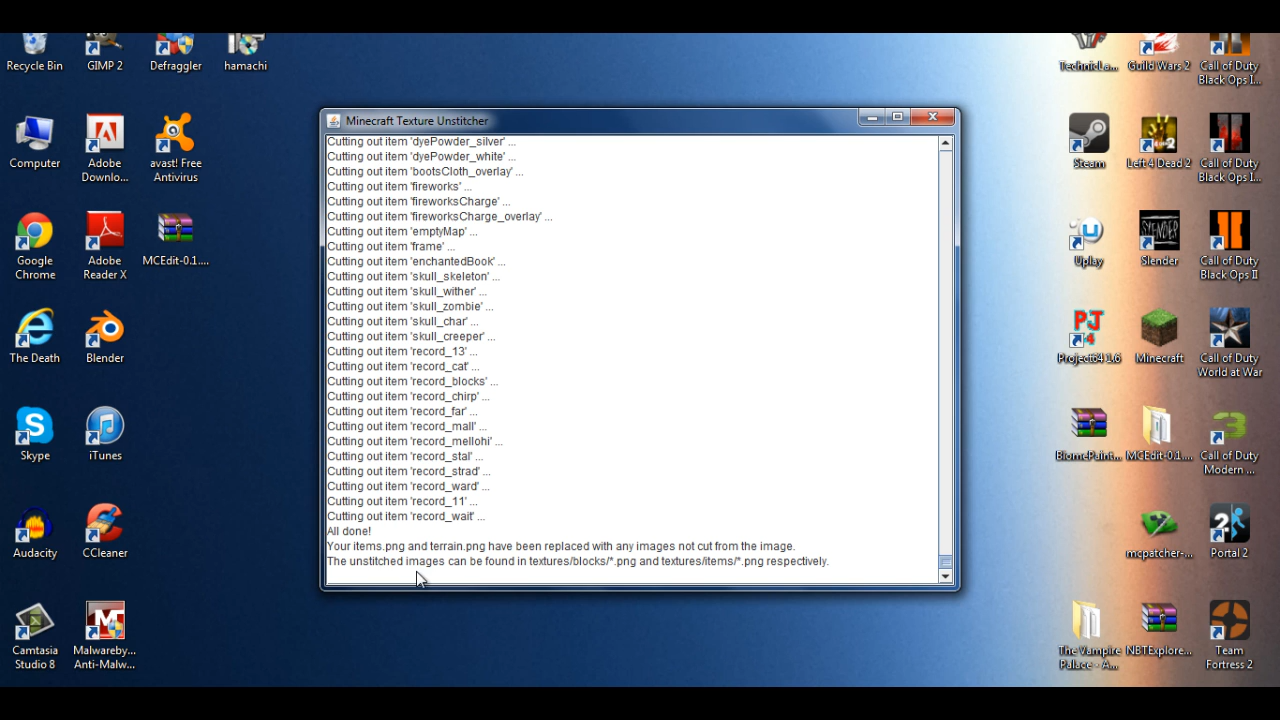 Recycle Bin
GIMP 2
Defraggler
hamachi
Computer
Adobe
Downlo...
avast! Free
Antivirus
Google
Chrome
Adobe
Reader X
MCEdit-0.1....
The Death
Blender
Skype
iTunes
Audacity
CCleaner
Camtasia
Studio 8
Malwareby...
Anti-Malw...
Minecraft Texture Unstitcher
Cutting out item 'dyePowder_silver' ...
Cutting out item 'dyePowder_white' ...
Cutting out item 'bootsCloth_overlay' ...
Cutting out item 'fireworks' ...
Cutting out item 'fireworksCharge' ...
Cutting out item 'fireworksCharge_overlay' ...
Cutting out item 'emptyMap' ...
Cutting out item 'frame' ...
Cutting out item 'enchantedBook' ...
Cutting out item 'skull_skeleton' ...
Cutting out item 'skull_wither' ...
Cutting out item 'skull_zombie' ...
Cutting out item 'skull_char' ...
Cutting out item 'skull_creeper' ...
Cutting out item 'record_13' ...
Cutting out item 'record_cat' ...
Cutting out item 'record_blocks' ...
Cutting out item 'record_chirp' ...
Cutting out item 'record_far' ...
Cutting out item 'record_mall' ...
Cutting out item 'record_mellohi' ...
Cutting out item 'record_stal' ...
Cutting out item 'record_strad' ...
Cutting out item 'record_ward' ...
Cutting out item 'record_11' ...
Cutting out item 'record_wait' ...
All done!
Your items.png and terrain.png have been replaced with any images not cut from the image.
The unstitched images can be found in textures/blocks/*.png and textures/items/*.png respectively.
TechnicLa...
Guild Wars 2
Call of Duty
Black Ops I...
Steam
Left 4 Dead 2
Call of Duty
Black Ops I...
Uplay
SLENDER
Slender
Call of Duty
Black Ops II
PJ
64
Project64 1.6
Minecraft
Call of Duty
World at War
BiomePaint...
MCEdit-0.1....
Call of Duty
Modern ...
mcpatcher-...
Portal 2
The Vampire
Palace - A...
NBTExplore...
Team
Fortress 2